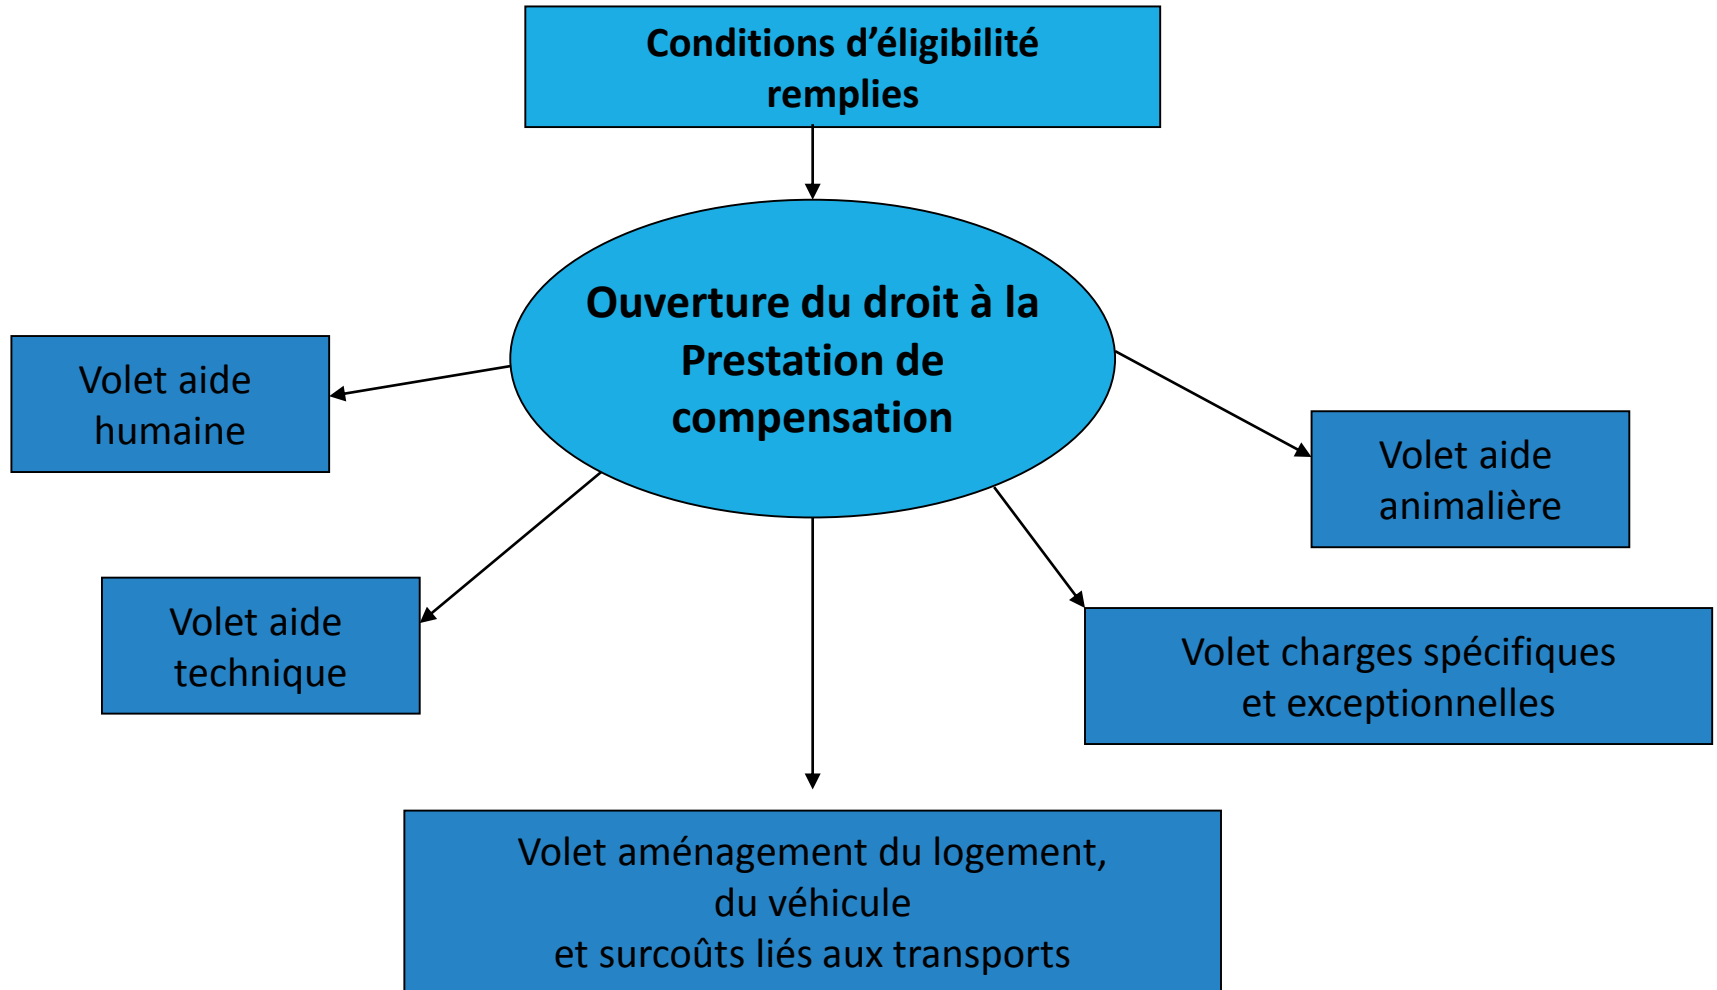 Conditions d’éligibilité
remplies
Ouverture du droit à la
Prestation de
compensation
Volet aide
humaine
Volet aide
animalière
Volet aide
technique
Volet charges spécifiques
et exceptionnelles
Volet aménagement du logement,
du véhicule
et surcoûts liés aux transports